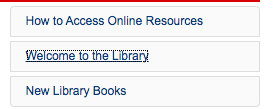 How to Access Online Resources
Welcome to the Library
New Library Books